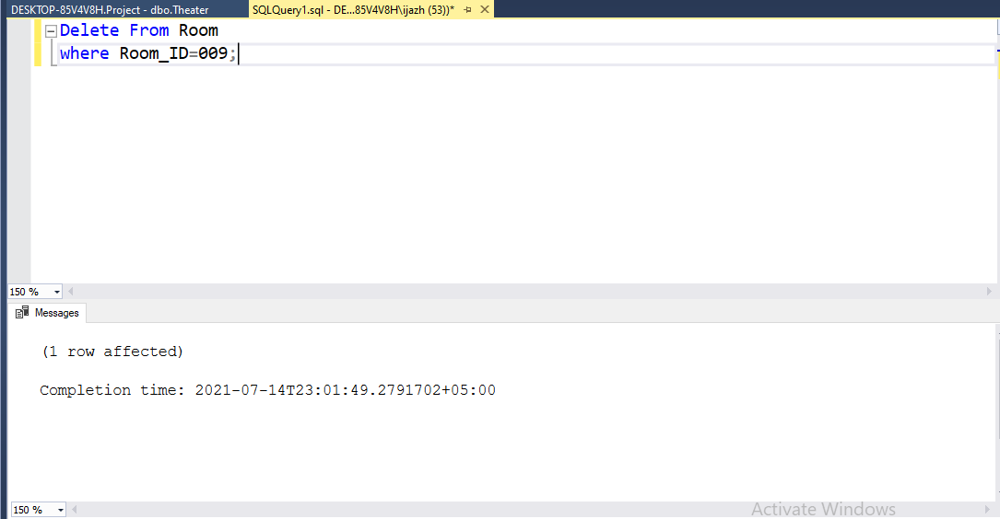 DESKTOP-85V4V8H.Project - dbo.Theater
SQLQuery1.sql - DE...85V4V8H\ijazh (53))*
Delete From Room
where Room_ID=009;
150 %
Messages
(1 row affected)
Completion time: 2021-07-14T23:01:49.2791702+05:00
150 %
Activate Windows